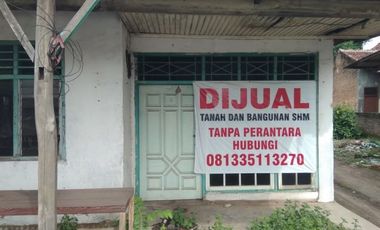 DIJUAL
TANAH DAN BANGUNAN SHM
TANPA PERANTARA
HUBUNGI
081335113270